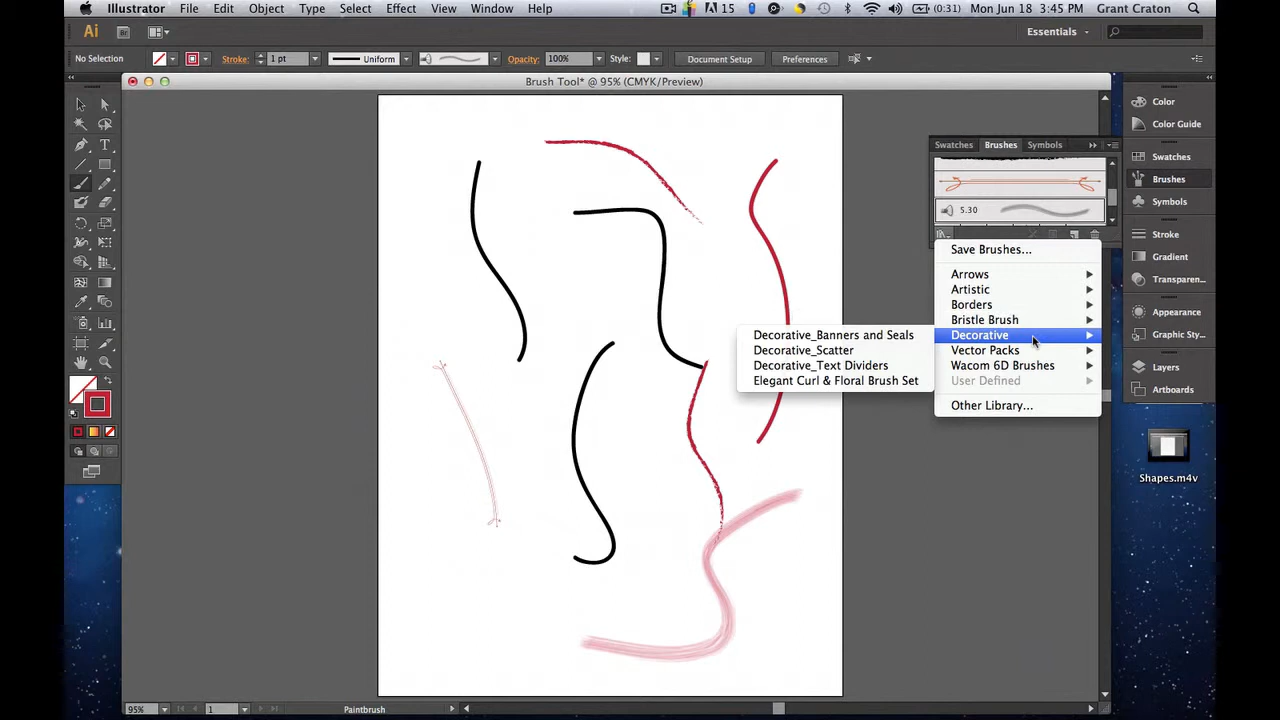 Illustrator File Edit Object Type Select Effect View Window Help 15 (0:31) Mon Jun 18 3:45 PM Grant Craton
Ai Br Essentials
No Selection Stroke: 1 pt Uniform Opacity: 100% Style: Document Setup Preferences
Brush Tool* @ 95% (CMYK/Preview)
Swatches Brushes Symbols
5.30
Save Brushes...
Arrows
Artistic
Borders
Bristle Brush
Decorative
Vector Packs
Wacom 6D Brushes
User Defined
Other Library...
Decorative_Banners and Seals
Decorative_Scatter
Decorative_Text Dividers
Elegant Curl & Floral Brush Set
Color
Color Guide
Swatches
Brushes
Symbols
Stroke
Gradient
Transparen...
Appearance
Graphic Sty...
Layers
Artboards
Shapes.m4v
95% 1 Paintbrush